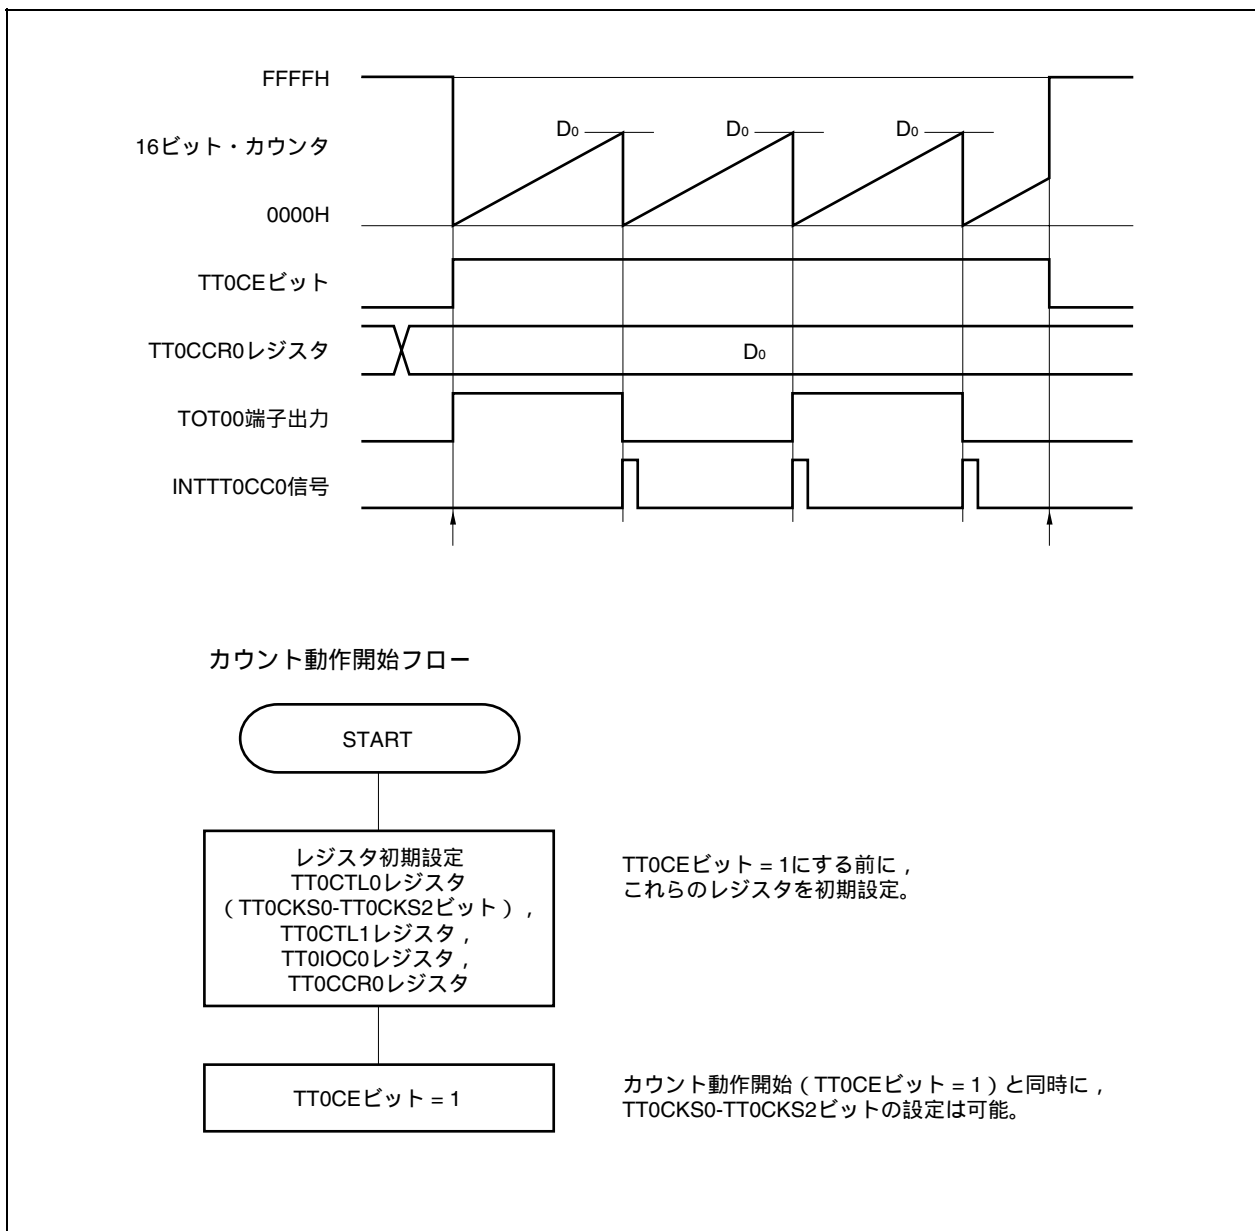 FFFFH
16ビット・カウンタ
D0
D0
D0
0000H
TT0CEビット
TT0CCR0レジスタ
D0
TOT00端子出力
INTTT0CC0信号
カウント動作開始フロー
START
レジスタ初期設定
TT0CTL0レジスタ
（TT0CKS0-TT0CKS2ビット），
TT0CTL1レジスタ，
TT0IOC0レジスタ，
TT0CCR0レジスタ
TT0CEビット = 1にする前に，
これらのレジスタを初期設定。
TT0CEビット = 1
カウント動作開始（TT0CEビット = 1）と同時に，
TT0CKS0-TT0CKS2ビットの設定は可能。